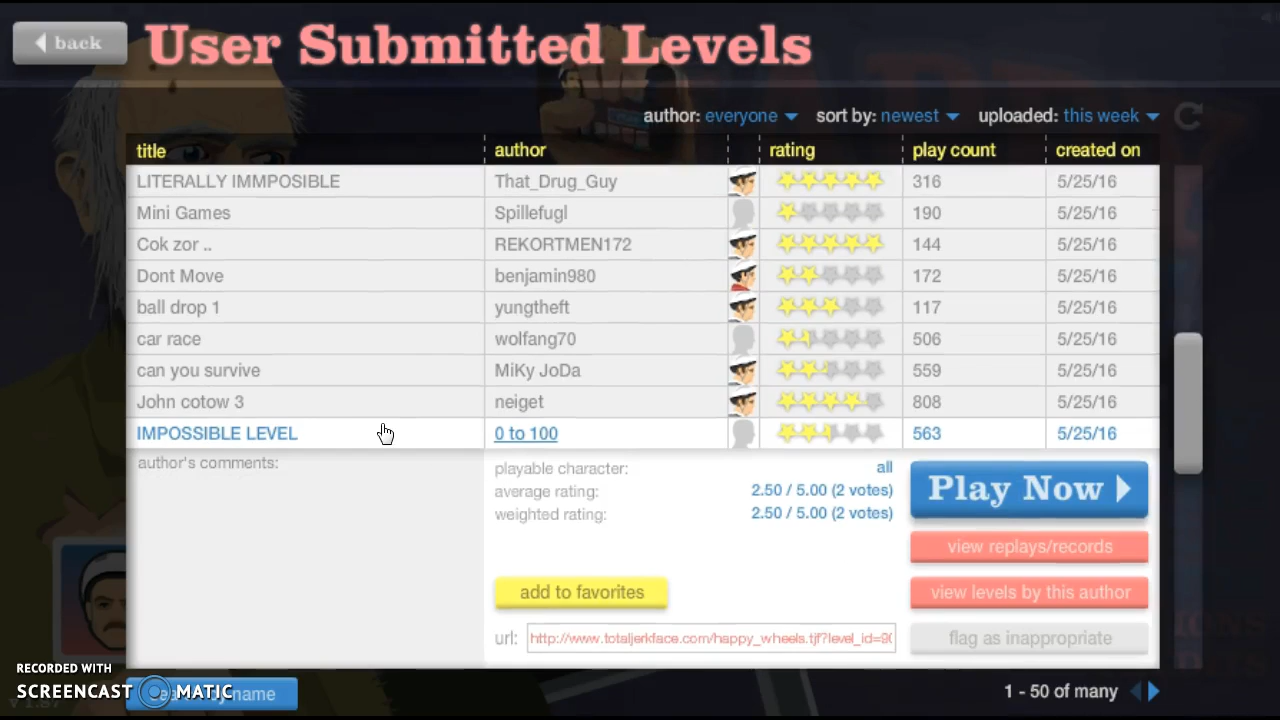 back
User Submitted Levels
author: everyone sort by: newest uploaded: this week
title author rating play count created on
LITERALLY IMMPOSIBLE That_Drug_Guy 316 5/25/16
Mini Games Spillefugl 190 5/25/16
Cok zor .. REKORTMEN172 144 5/25/16
Dont Move benjamin980 172 5/25/16
ball drop 1 yungtheft 117 5/25/16
car race wolfang70 506 5/25/16
can you survive MiKy JoDa 559 5/25/16
John cotow 3 neiget 808 5/25/16
IMPOSSIBLE LEVEL 0 to 100 563 5/25/16
author's comments:
playable character: all
average rating: 2.50 / 5.00 (2 votes)
weighted rating: 2.50 / 5.00 (2 votes)
Play Now
view replays/records
add to favorites
view levels by this author
url: http://www.totaljerkface.com/happy_wheels.tjf?level_id=9
flag as inappropriate
RECORDED WITH
SCREENCAST MATIC
name
1 - 50 of many